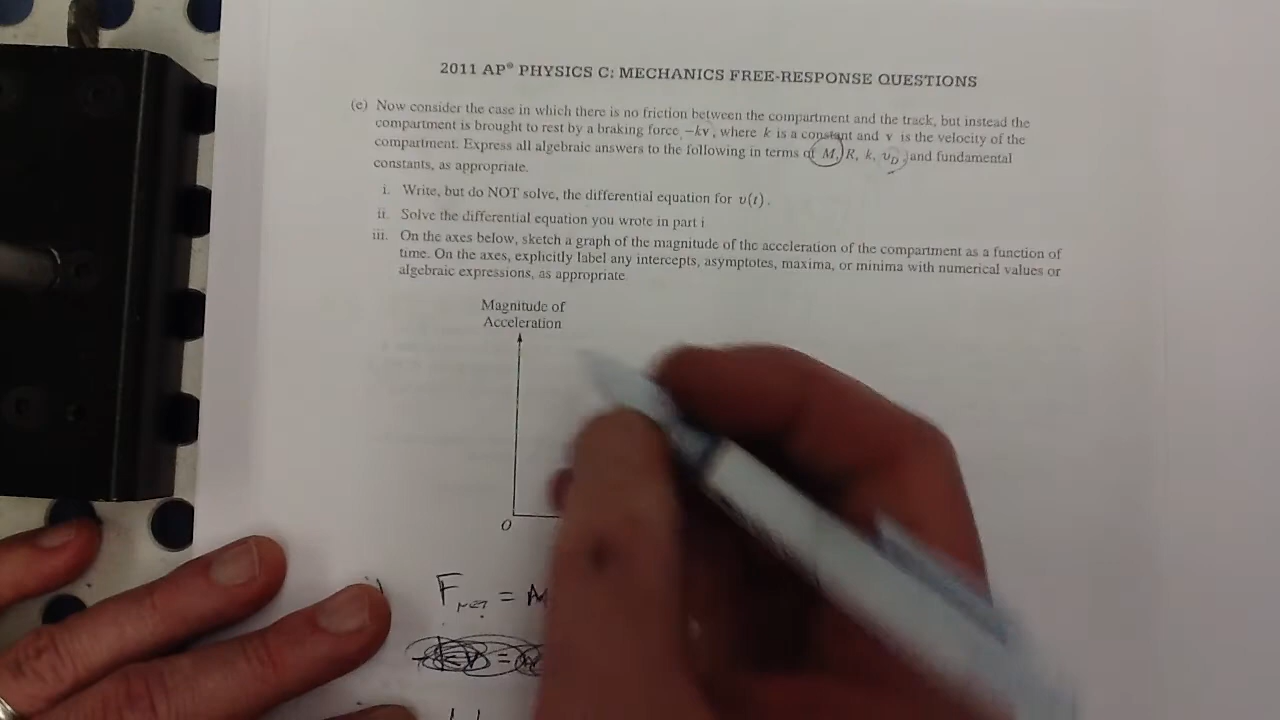 2011 AP® PHYSICS C: MECHANICS FREE-RESPONSE QUESTIONS
(e) Now consider the case in which there is no friction between the compartment and the track, but instead the
compartment is brought to rest by a braking force -kv, where k is a constant and v is the velocity of the
compartment. Express all algebraic answers to the following in terms of M, R, k, v_D, and fundamental
constants, as appropriate.
i. Write, but do NOT solve, the differential equation for v(t).
ii. Solve the differential equation you wrote in part i
iii. On the axes below, sketch a graph of the magnitude of the acceleration of the compartment as a function of
time. On the axes, explicitly label any intercepts, asymptotes, maxima, or minima with numerical values or
algebraic expressions, as appropriate
Magnitude of
Acceleration
0
F_NET = M